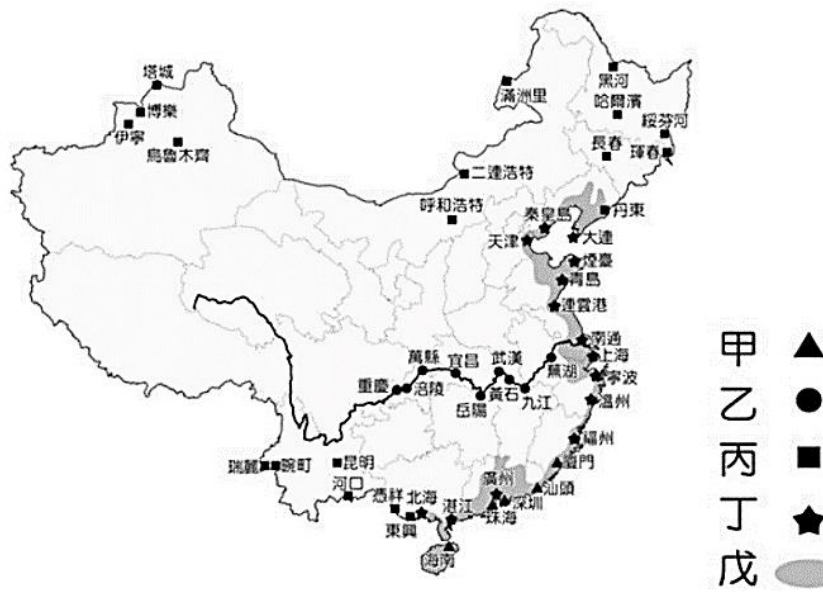 塔城
博樂
伊寧
烏魯木齊
滿洲里
黑河
哈爾濱
綏芬河
長春
琿春
二連浩特
呼和浩特
丹東
秦皇島
天津
大連
煙臺
青島
連雲港
南通
上海
寧波
溫州
福州
廈門
汕頭
深圳
珠海
廣州
湛江
海南
北海
東興
憑祥
河口
昆明
畹町
瑞麗
重慶
涪陵
萬縣
宜昌
岳陽
武漢
黃石
九江
蕪湖
甲
乙
丙
丁
戊